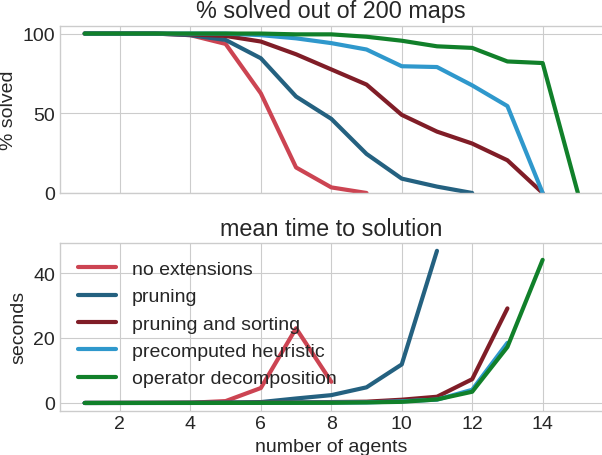 % solved out of 200 maps
100
50
0
% solved
mean time to solution
40
20
0
seconds
no extensions
pruning
pruning and sorting
precomputed heuristic
operator decomposition
2 4 6 8 10 12 14
number of agents